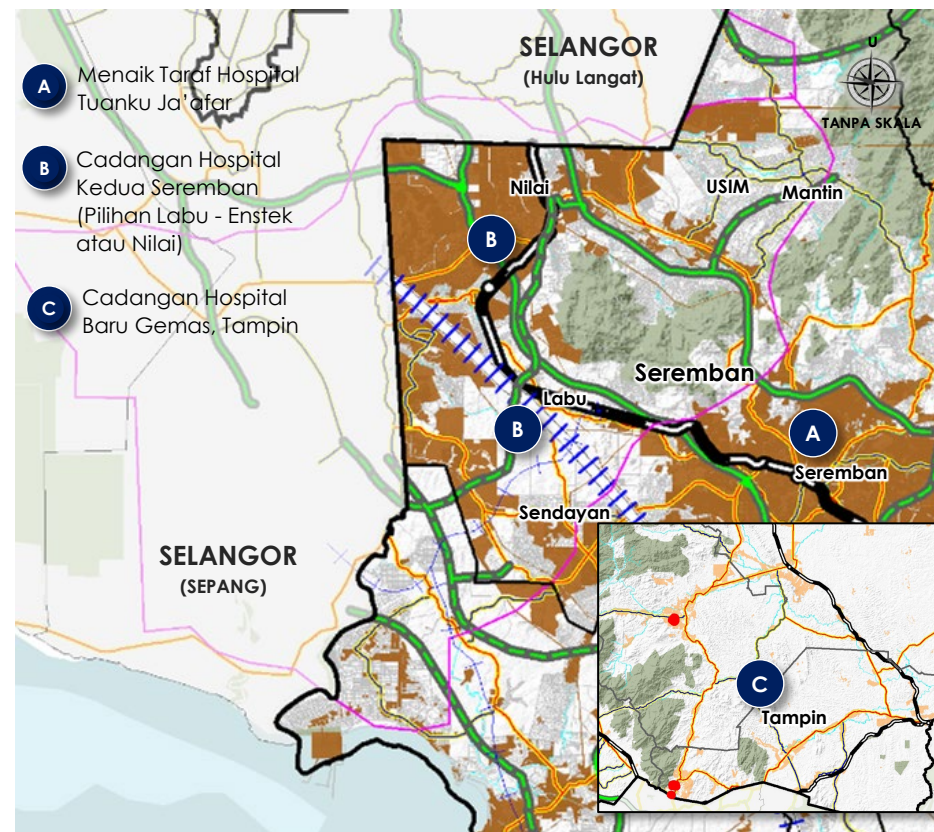 A
Menaik Taraf Hospital
Tuanku Ja'afar
B
Cadangan Hospital
Kedua Seremban
(Pilihan Labu - Enstek
atau Nilai)
C
Cadangan Hospital
Baru Gemas, Tampin
SELANGOR
(Hulu Langat)
U
TANPA SKALA
Nilai
USIM
Mantin
B
Seremban
Labu
B
A
Seremban
Sendayan
SELANGOR
(SEPANG)
C
Tampin